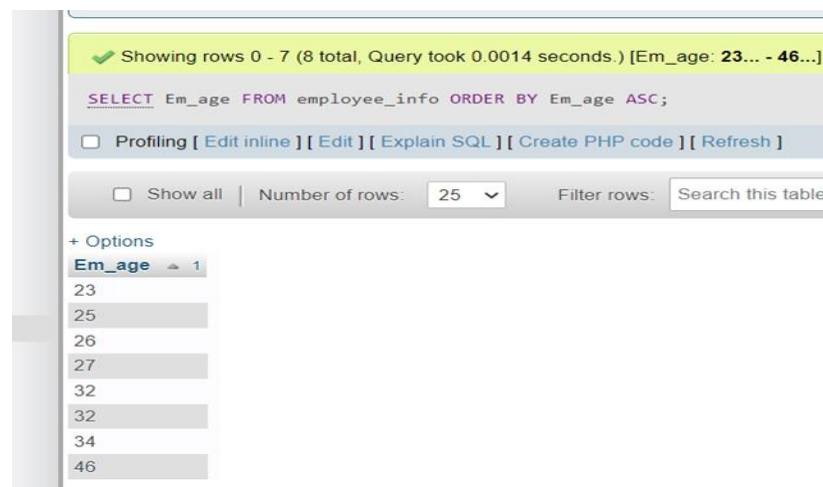 Showing rows 0 - 7 (8 total, Query took 0.0014 seconds.) [Em_age: 23... - 46...]
SELECT Em_age FROM employee_info ORDER BY Em_age ASC;
Profiling [ Edit inline ] [ Edit ] [ Explain SQL ] [ Create PHP code ] [ Refresh ]
Show all | Number of rows: 25 Filter rows: Search this table
+ Options
Em_age 1
23
25
26
27
32
32
34
46